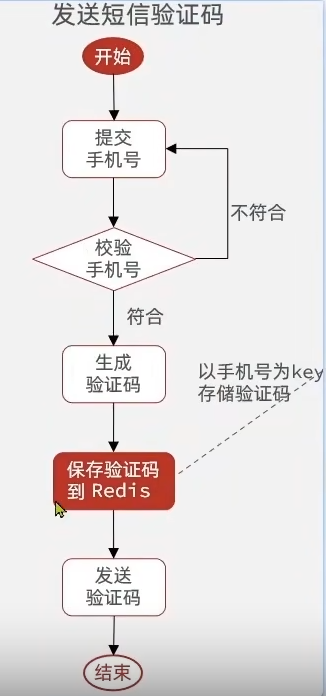 发送短信验证码
开始
提交
手机号
不符合
校验
手机号
符合
生成
验证码
以手机号为key
存储验证码
保存验证码
到 Redis
发送
验证码
结束